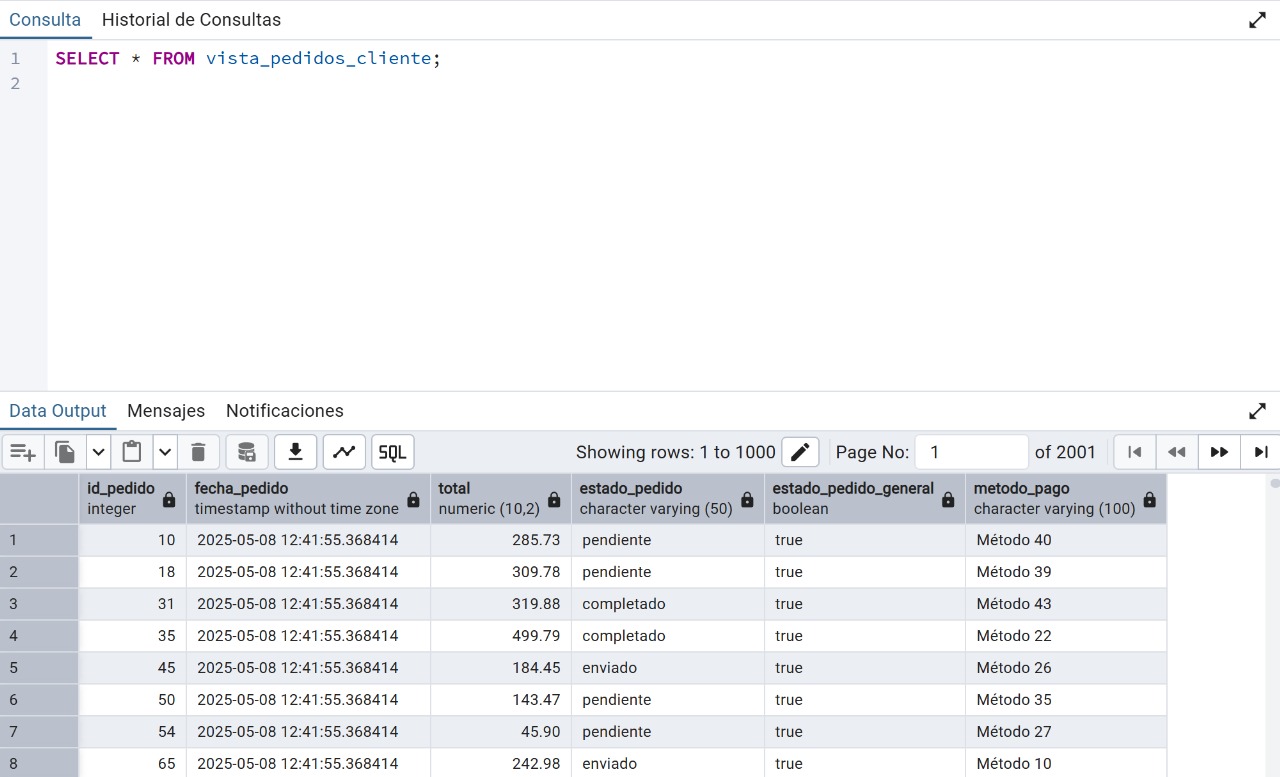 Consulta Historial de Consultas
1 SELECT * FROM vista_pedidos_cliente;
2
Data Output Mensajes Notificaciones
SQL Showing rows: 1 to 1000 Page No: 1 of 2001
id_pedido fecha_pedido total estado_pedido estado_pedido_general metodo_pago
integer timestamp without time zone numeric (10,2) character varying (50) boolean character varying (100)
1 10 2025-05-08 12:41:55.368414 285.73 pendiente true Método 40
2 18 2025-05-08 12:41:55.368414 309.78 pendiente true Método 39
3 31 2025-05-08 12:41:55.368414 319.88 completado true Método 43
4 35 2025-05-08 12:41:55.368414 499.79 completado true Método 22
5 45 2025-05-08 12:41:55.368414 184.45 enviado true Método 26
6 50 2025-05-08 12:41:55.368414 143.47 pendiente true Método 35
7 54 2025-05-08 12:41:55.368414 45.90 pendiente true Método 27
8 65 2025-05-08 12:41:55.368414 242.98 enviado true Método 10